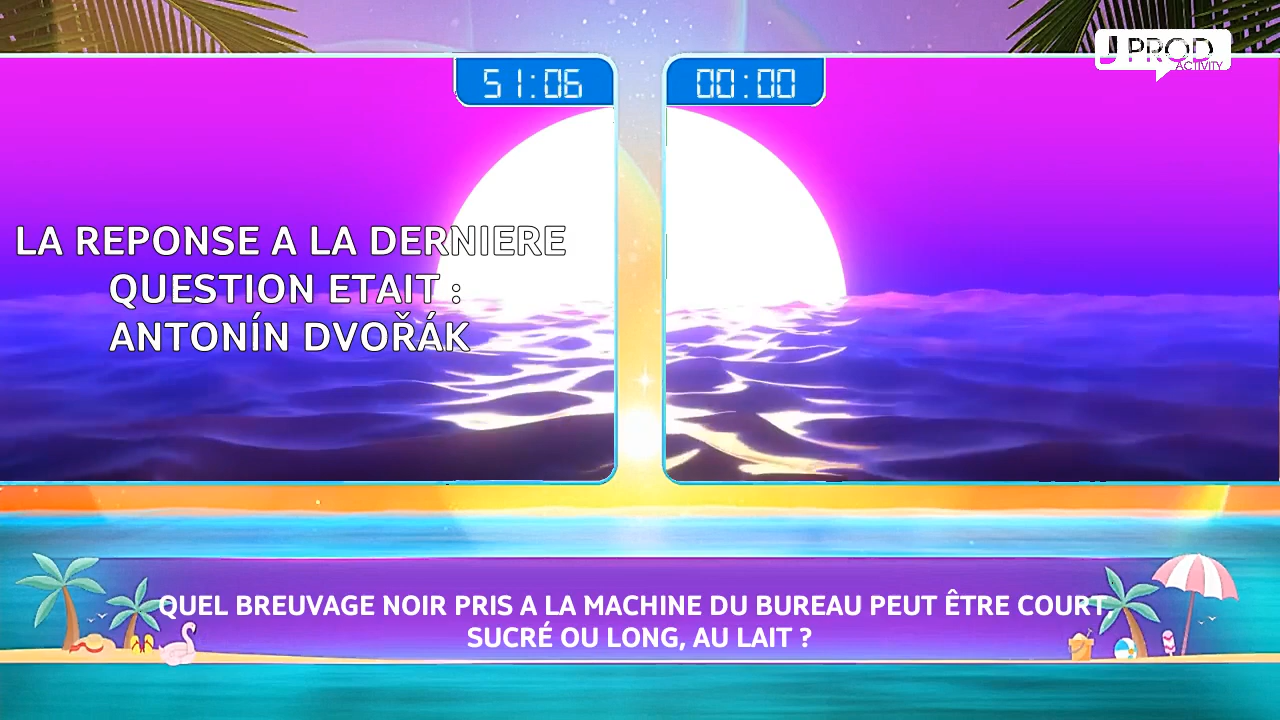 J PROD
ACTIVITY
51:06
00:00
LA REPONSE A LA DERNIERE
QUESTION ETAIT :
ANTONÍN DVOŘÁK
QUEL BREUVAGE NOIR PRIS A LA MACHINE DU BUREAU PEUT ÊTRE COURT,
SUCRÉ OU LONG, AU LAIT ?